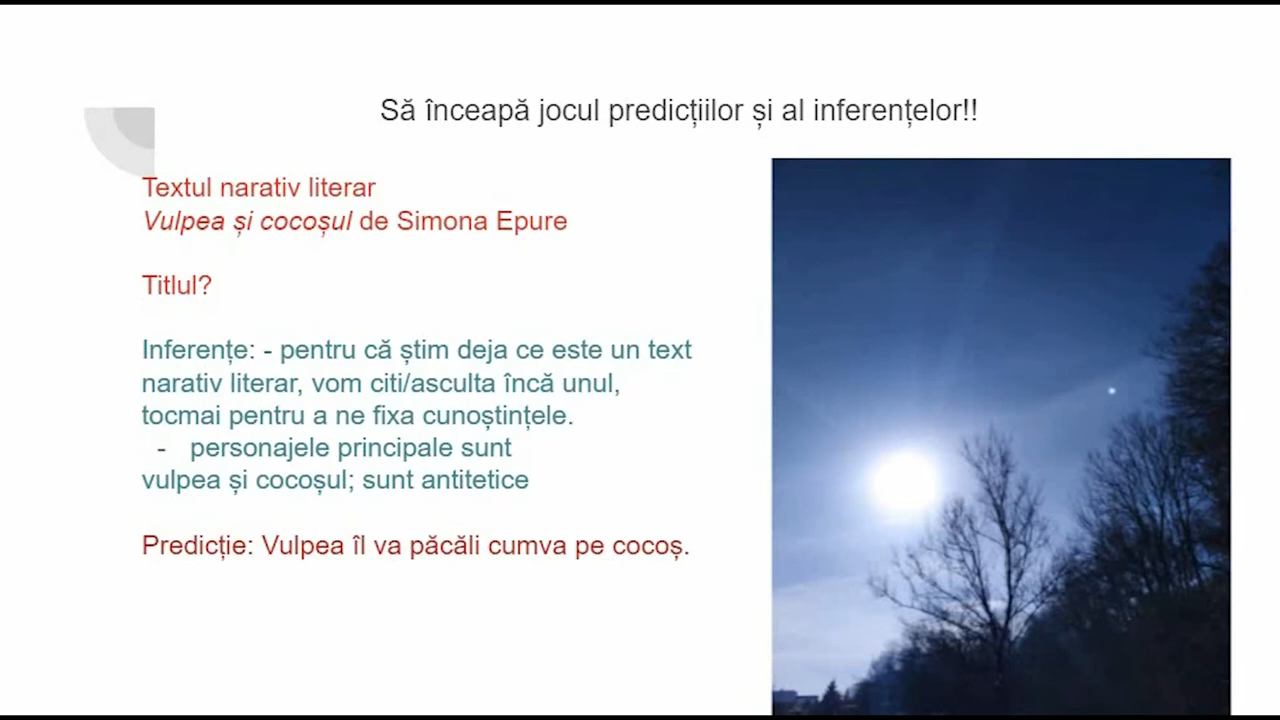 Să înceapă jocul predicțiilor și al inferențelor!!
Textul narativ literar
Vulpea și cocoșul de Simona Epure
Titlul?
Inferențe: - pentru că știm deja ce este un text
narativ literar, vom citi/asculta încă unul,
tocmai pentru a ne fixa cunoștințele.
- personajele principale sunt
vulpea și cocoșul; sunt antitetice
Predicție: Vulpea îl va păcăli cumva pe cocoș.